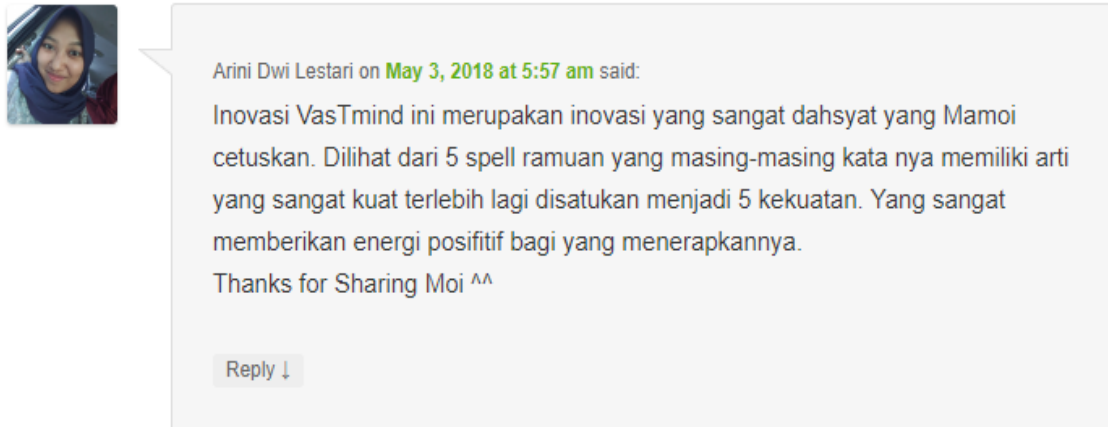 Arini Dwi Lestari on May 3, 2018 at 5:57 am said:
Inovasi VasTmind ini merupakan inovasi yang sangat dahsyat yang Mamoi
cetuskan. Dilihat dari 5 spell ramuan yang masing-masing kata nya memiliki arti
yang sangat kuat terlebih lagi disatukan menjadi 5 kekuatan. Yang sangat
memberikan energi posifitif bagi yang menerapkannya.
Thanks for Sharing Moi ^^
Reply ↓